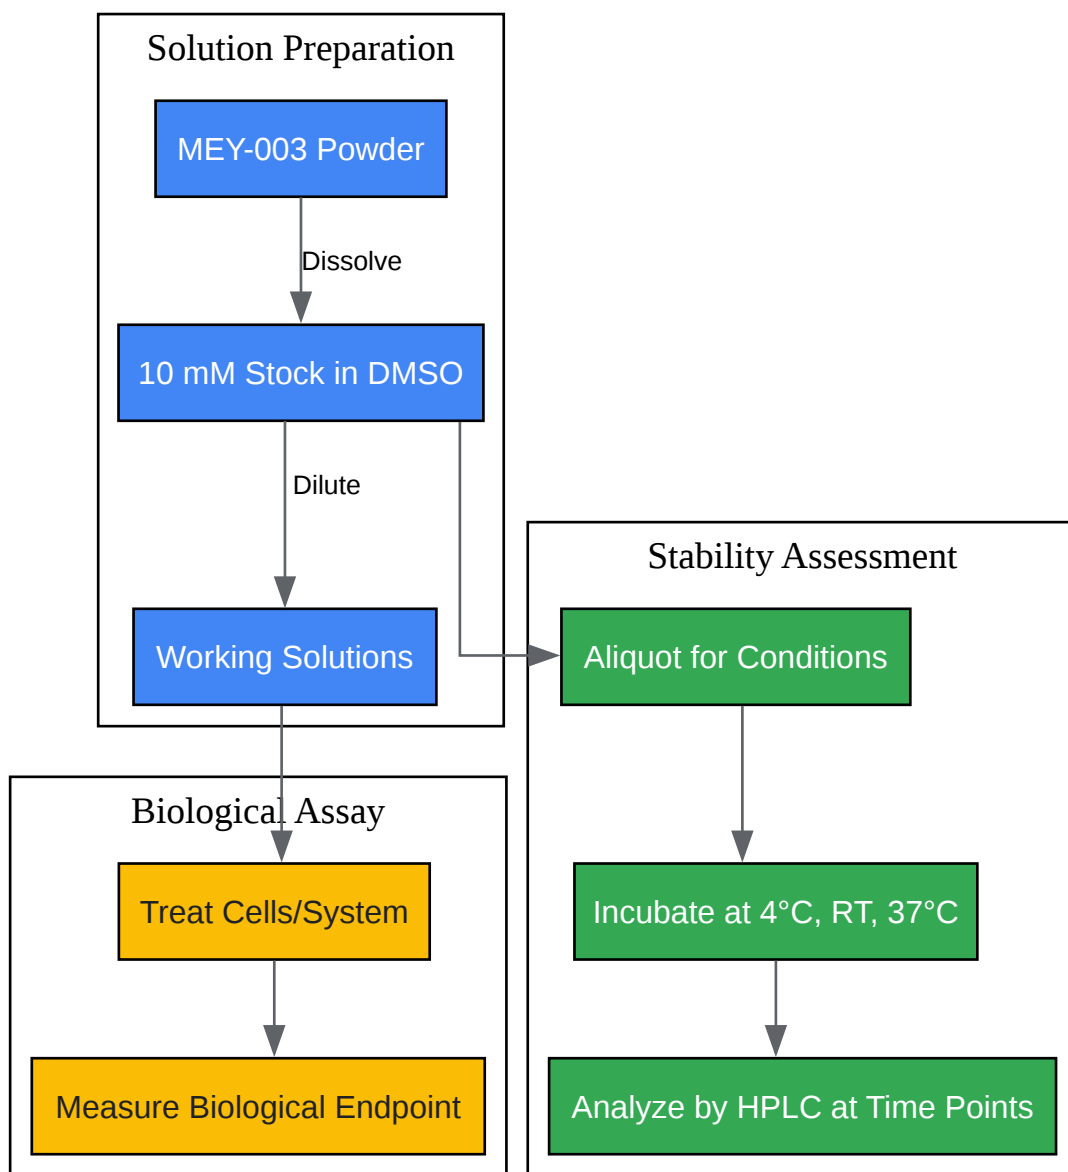 Solution Preparation
MEY-003 Powder
Dissolve
10 mM Stock in DMSO
Dilute
Working Solutions
Stability Assessment
Aliquot for Conditions
Incubate at 4°C, RT, 37°C
Analyze by HPLC at Time Points
Biological Assay
Treat Cells/System
Measure Biological Endpoint